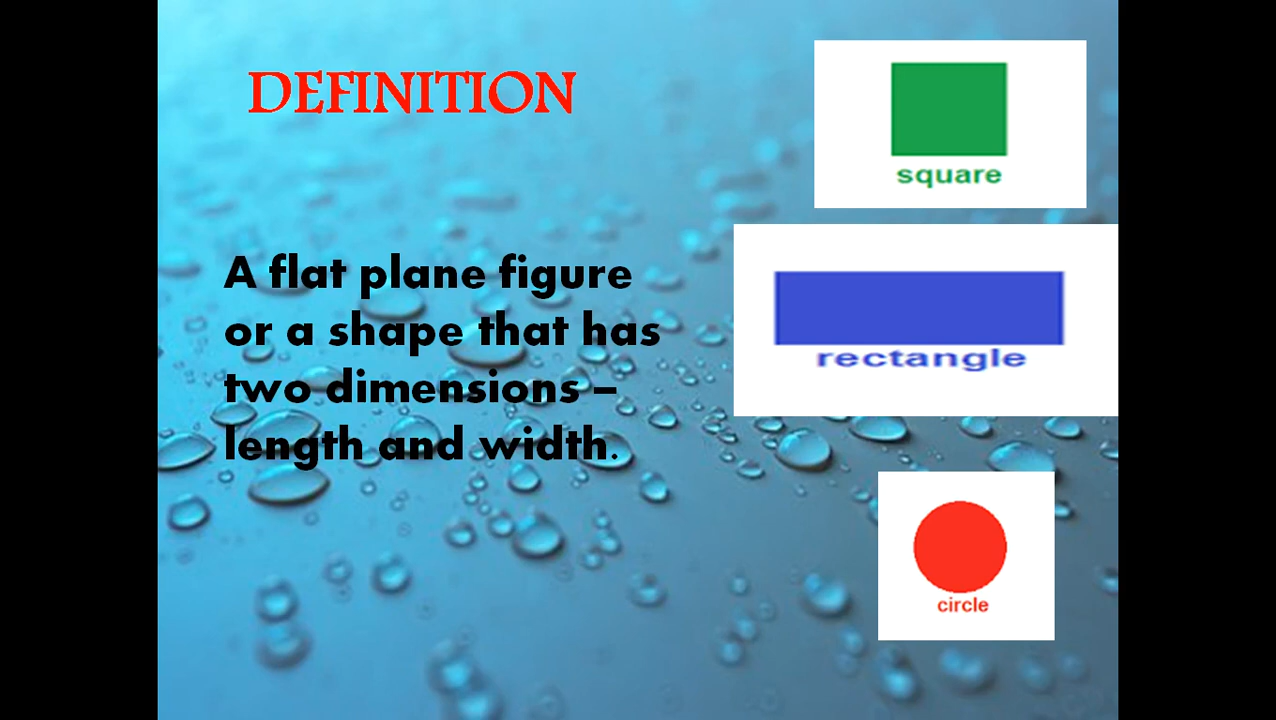 DEFINITION
A flat plane figure
or a shape that has
two dimensions –
length and width.
square
rectangle
circle